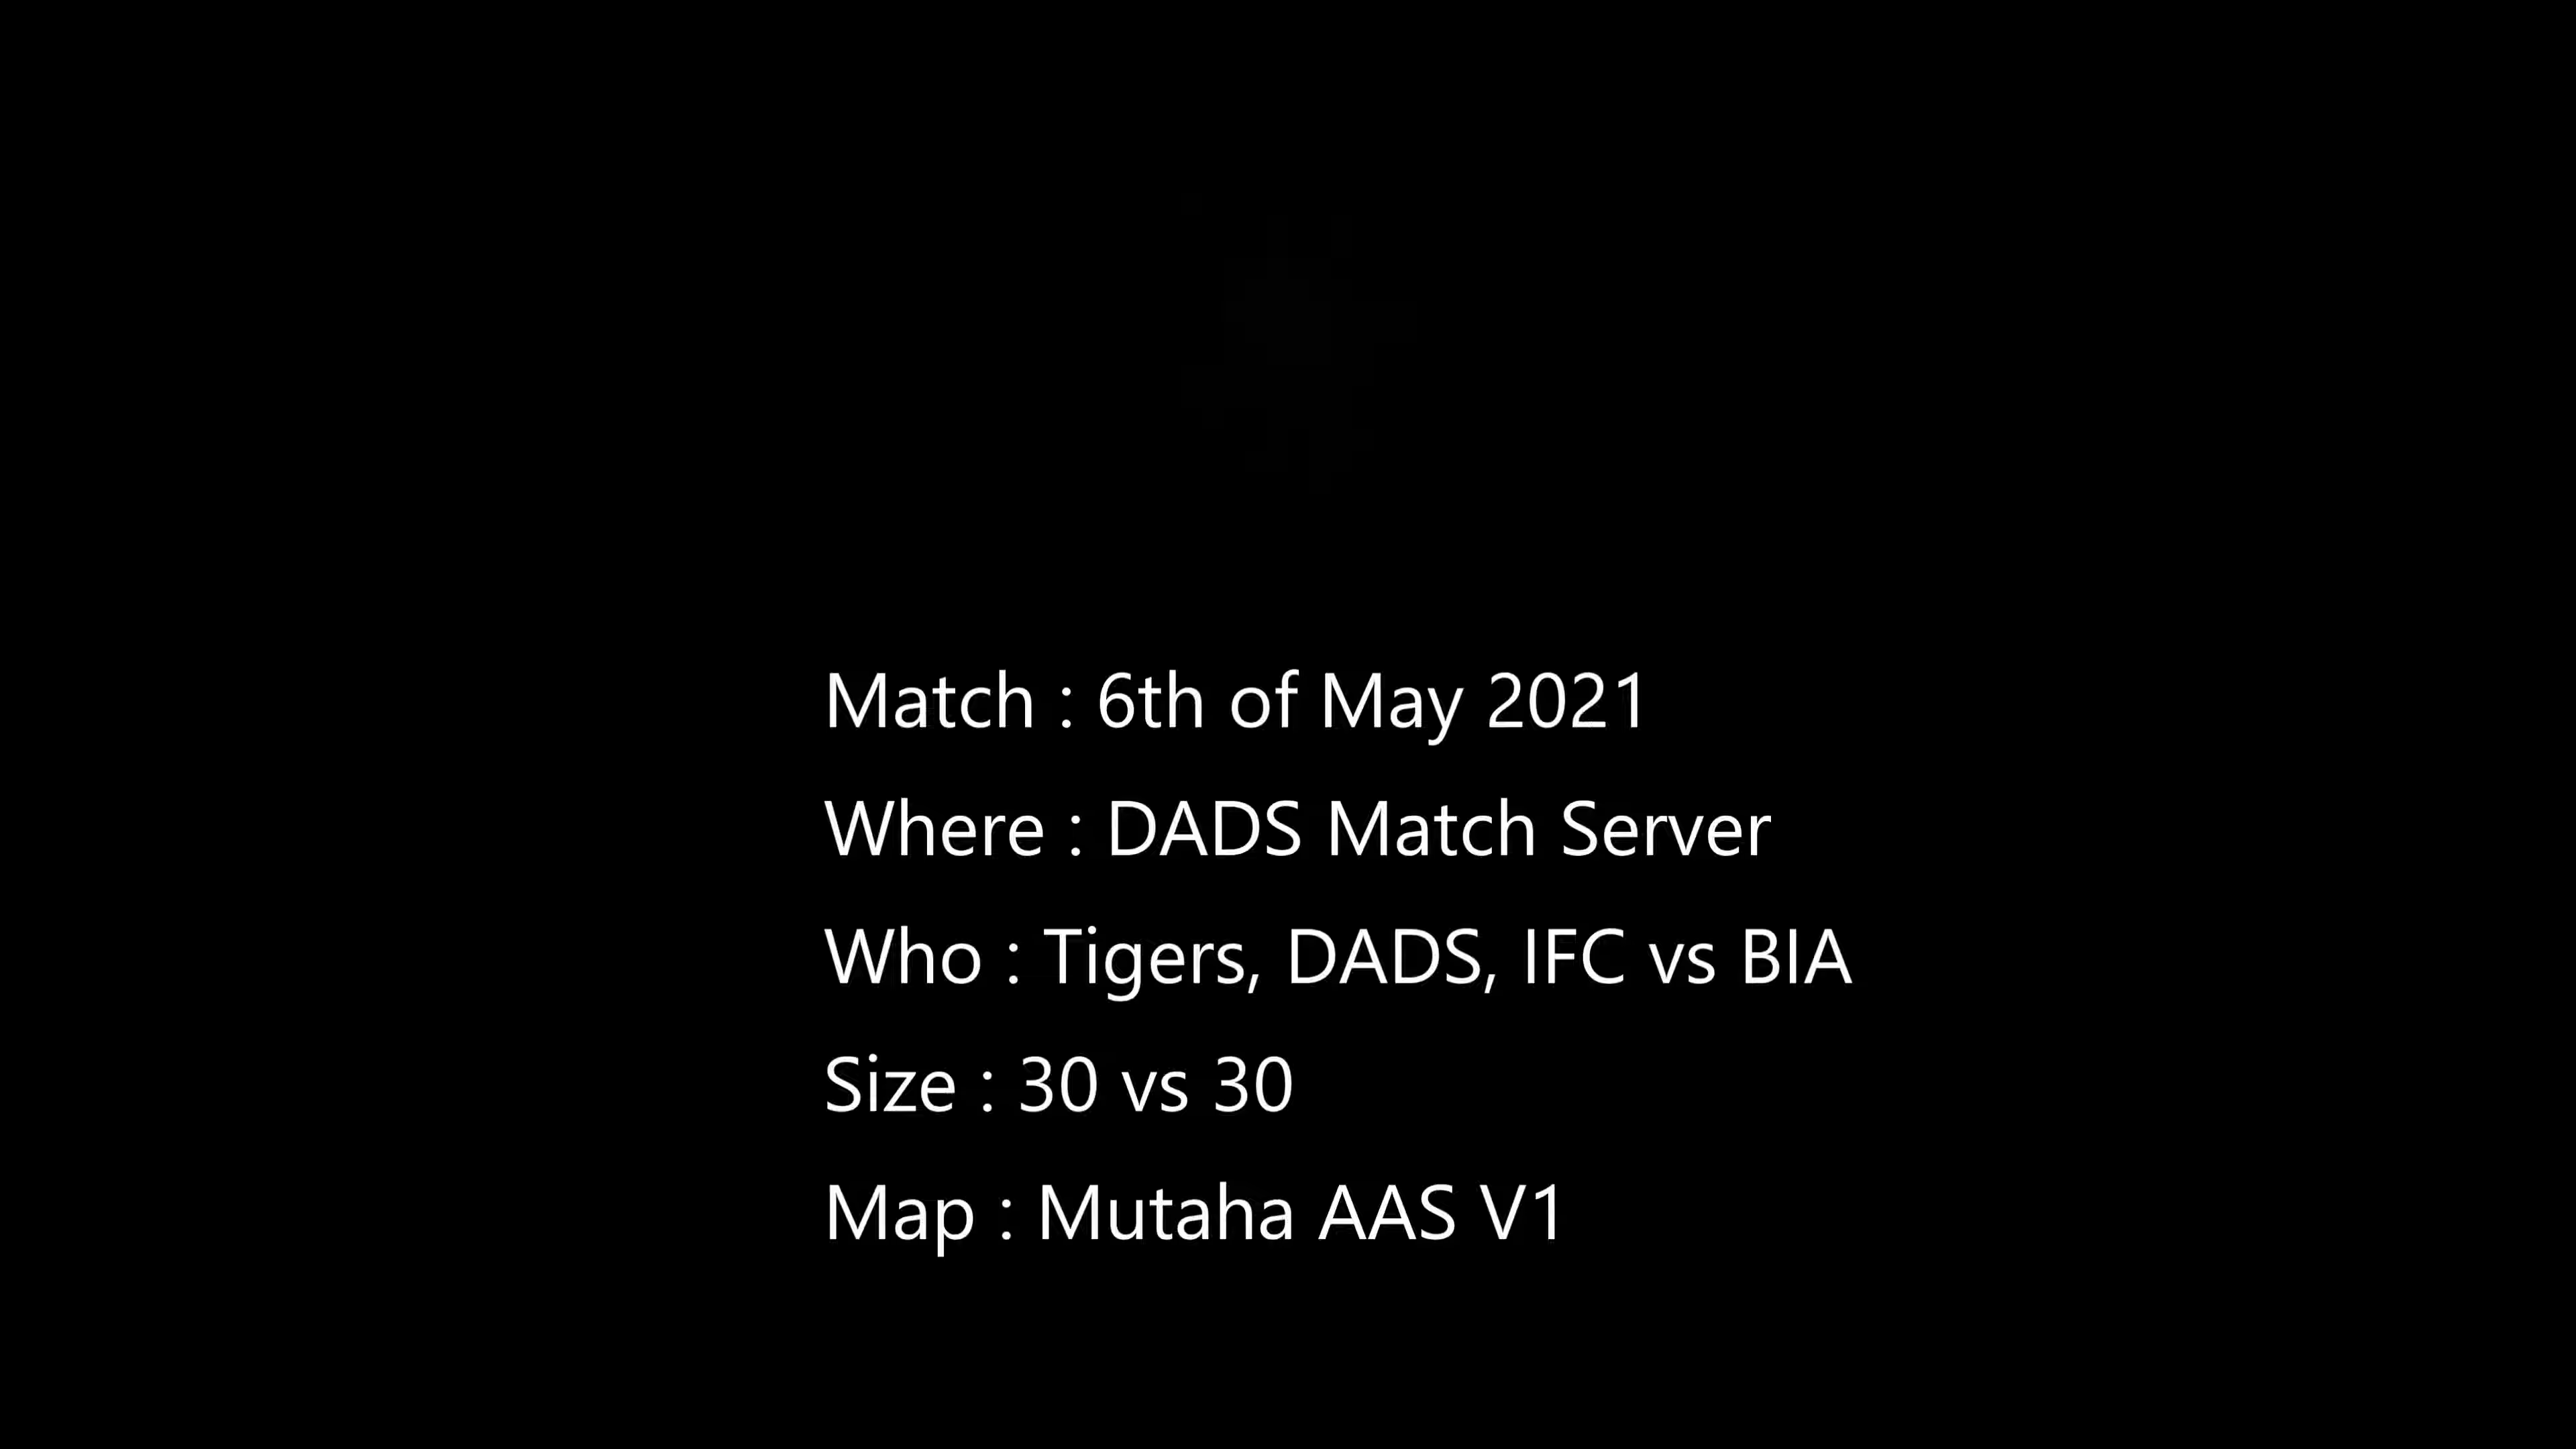 Match : 6th of May 2021
Where : DADS Match Server
Who : Tigers, DADS, IFC vs BIA
Size : 30 vs 30
Map : Mutaha AAS V1